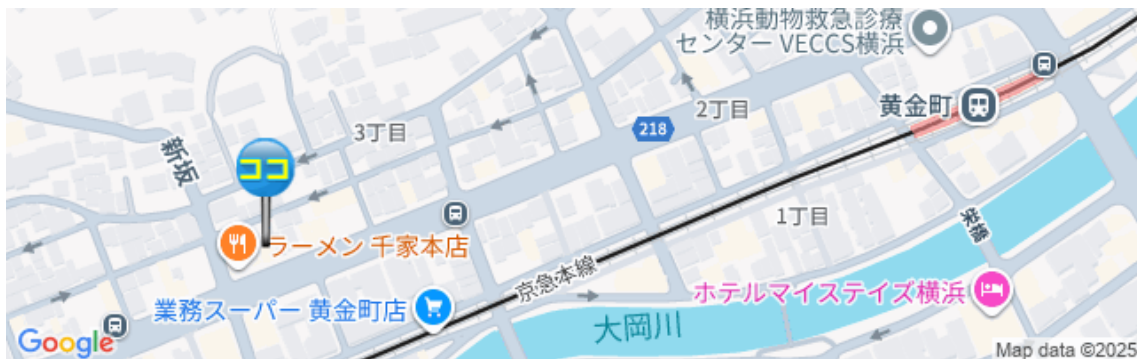 横浜動物救急診療
センター VECCS横浜
黄金町
2丁目
218
3丁目
新坂
ココ
1丁目
栄橋
ラーメン 千家本店
京急本線
ホテルマイステイズ横浜
業務スーパー 黄金町店
大岡川
Google
Map data ©2025